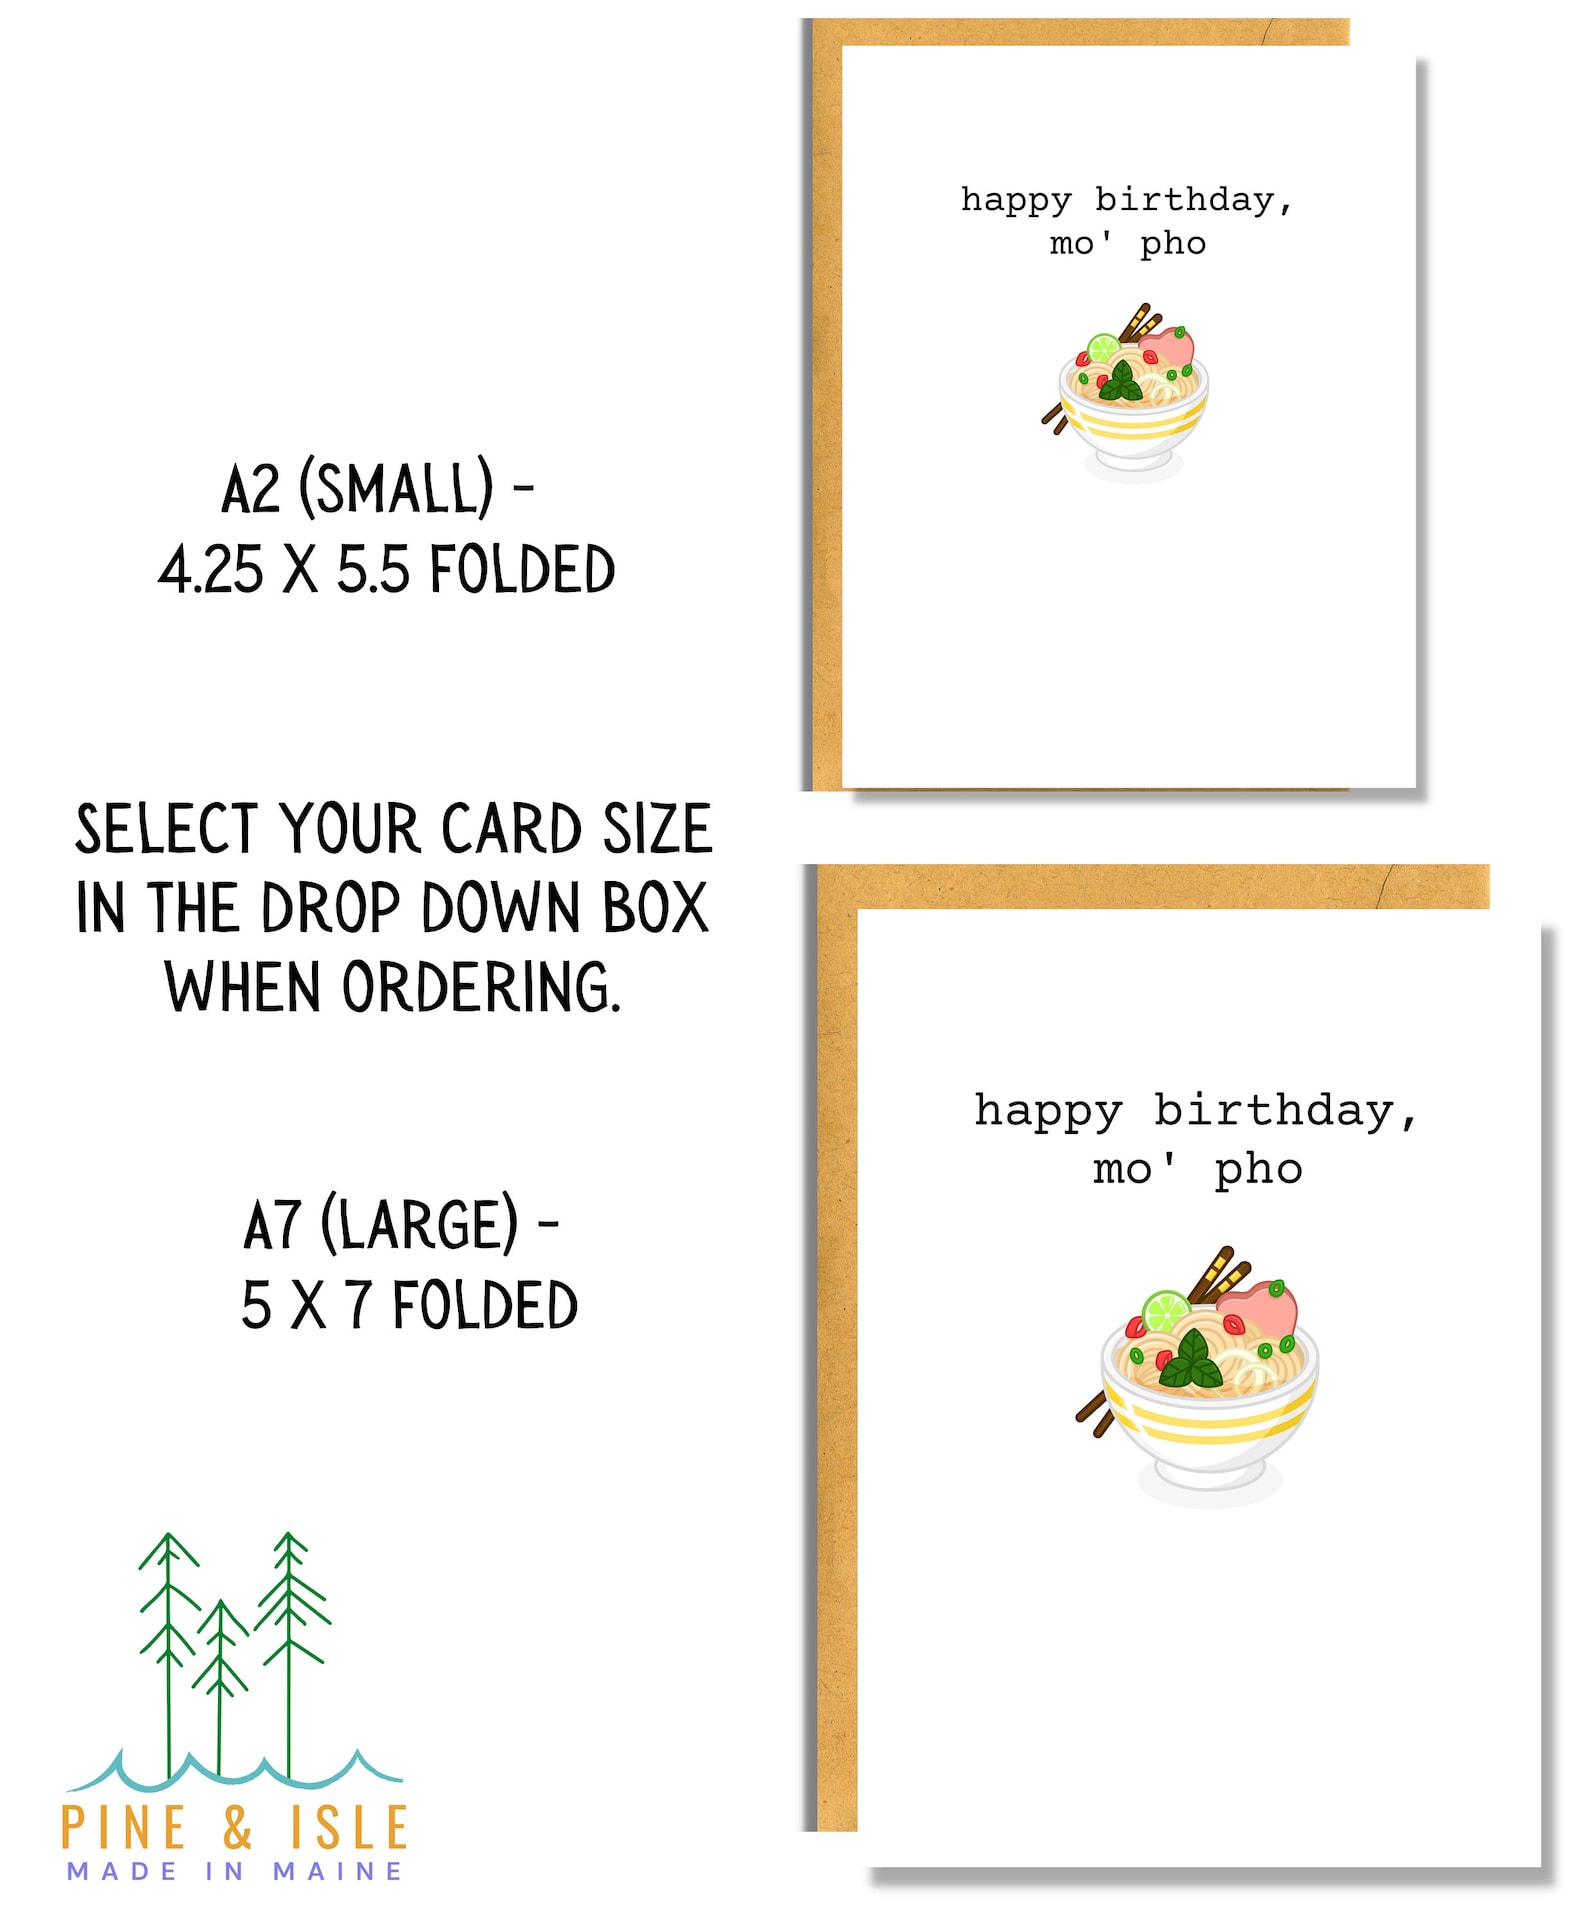 happy birthday,
mo' pho
A2 (SMALL) -
4.25 X 5.5 FOLDED
SELECT YOUR CARD SIZE
IN THE DROP DOWN BOX
WHEN ORDERING.
happy birthday,
mo' pho
A7 (LARGE) -
5 X 7 FOLDED
PINE & ISLE
MADE IN MAINE